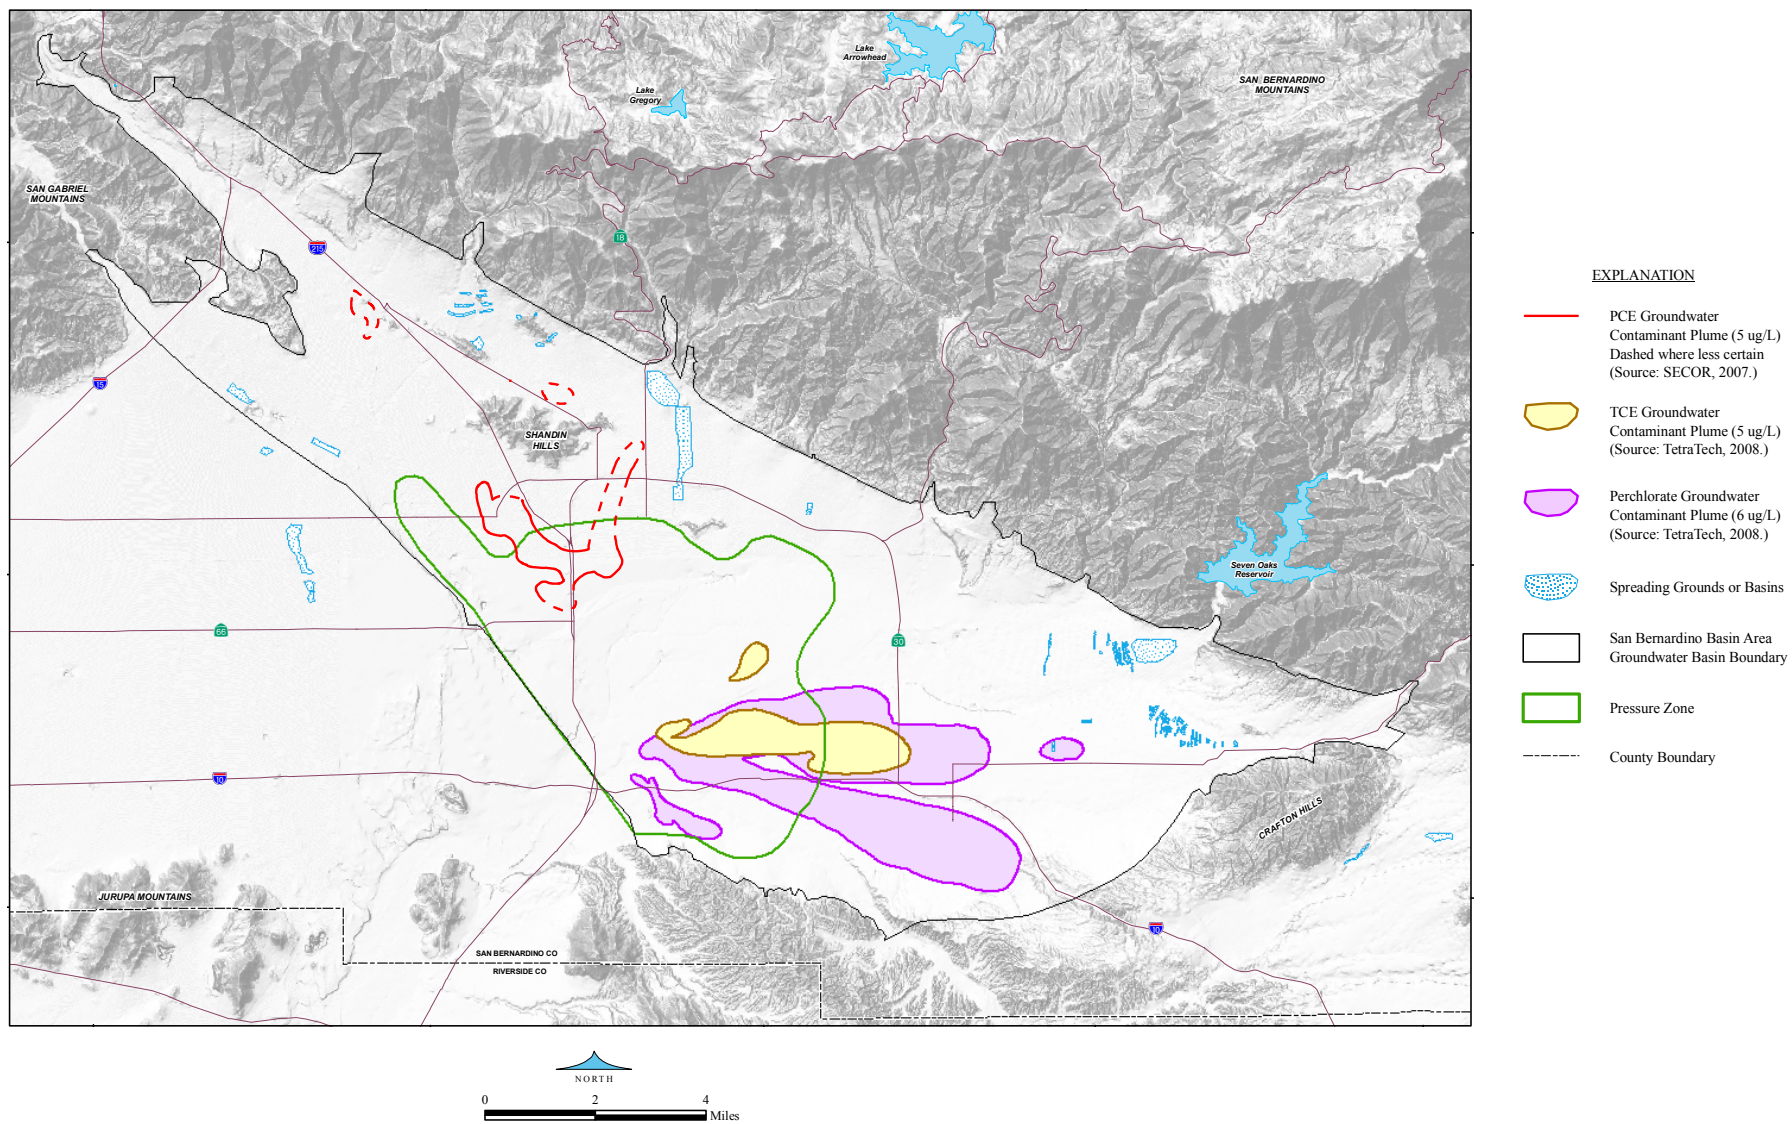 Lake
Arrowhead
SAN BERNARDINO
MOUNTAINS
Lake
Gregory
SAN GABRIEL
MOUNTAINS
18
215
15
SHANDIN
HILLS
Seven Oaks
Reservoir
66
30
10
CRAFTON HILLS
JURUPA MOUNTAINS
10
SAN BERNARDINO CO
RIVERSIDE CO
EXPLANATION
PCE Groundwater
Contaminant Plume (5 ug/L)
Dashed where less certain
(Source: SECOR, 2007.)
TCE Groundwater
Contaminant Plume (5 ug/L)
(Source: TetraTech, 2008.)
Perchlorate Groundwater
Contaminant Plume (6 ug/L)
(Source: TetraTech, 2008.)
Spreading Grounds or Basins
San Bernardino Basin Area
Groundwater Basin Boundary
Pressure Zone
County Boundary
NORTH
0 2 4
Miles